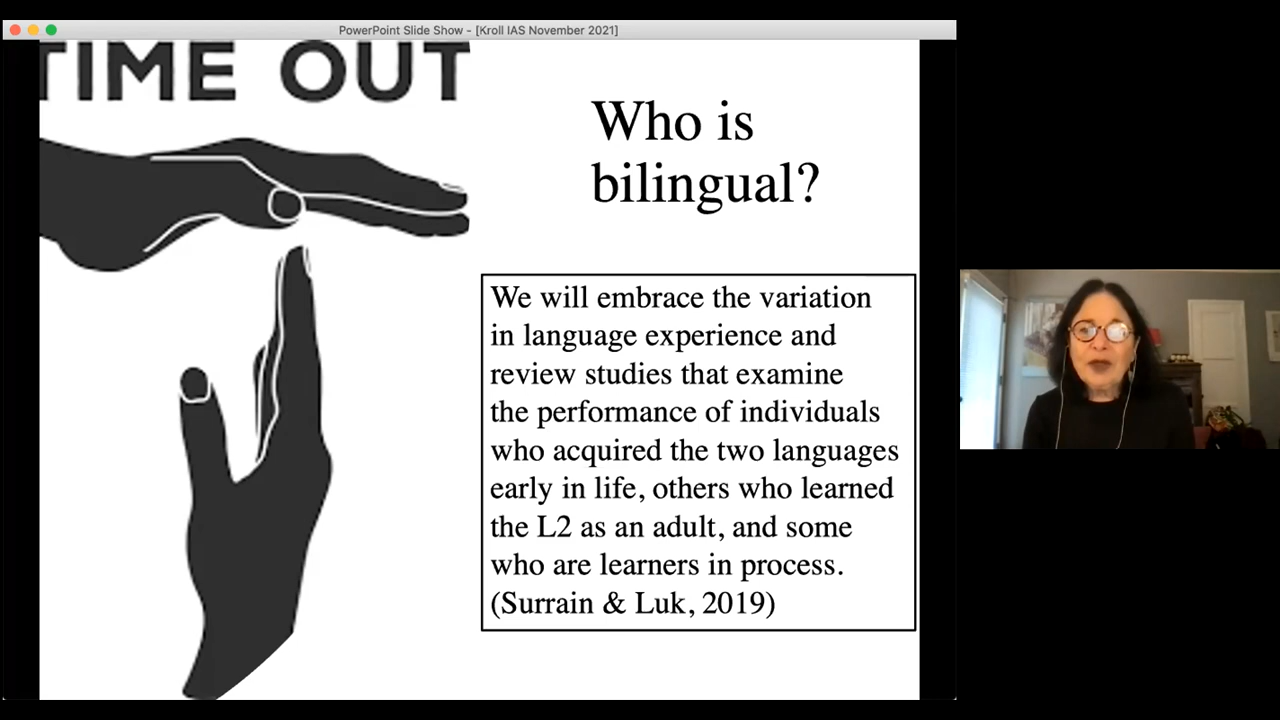 PowerPoint Slide Show - [Kroll IAS November 2021]
TIME OUT
Who is
bilingual?
We will embrace the variation
in language experience and
review studies that examine
the performance of individuals
who acquired the two languages
early in life, others who learned
the L2 as an adult, and some
who are learners in process.
(Surrain & Luk, 2019)